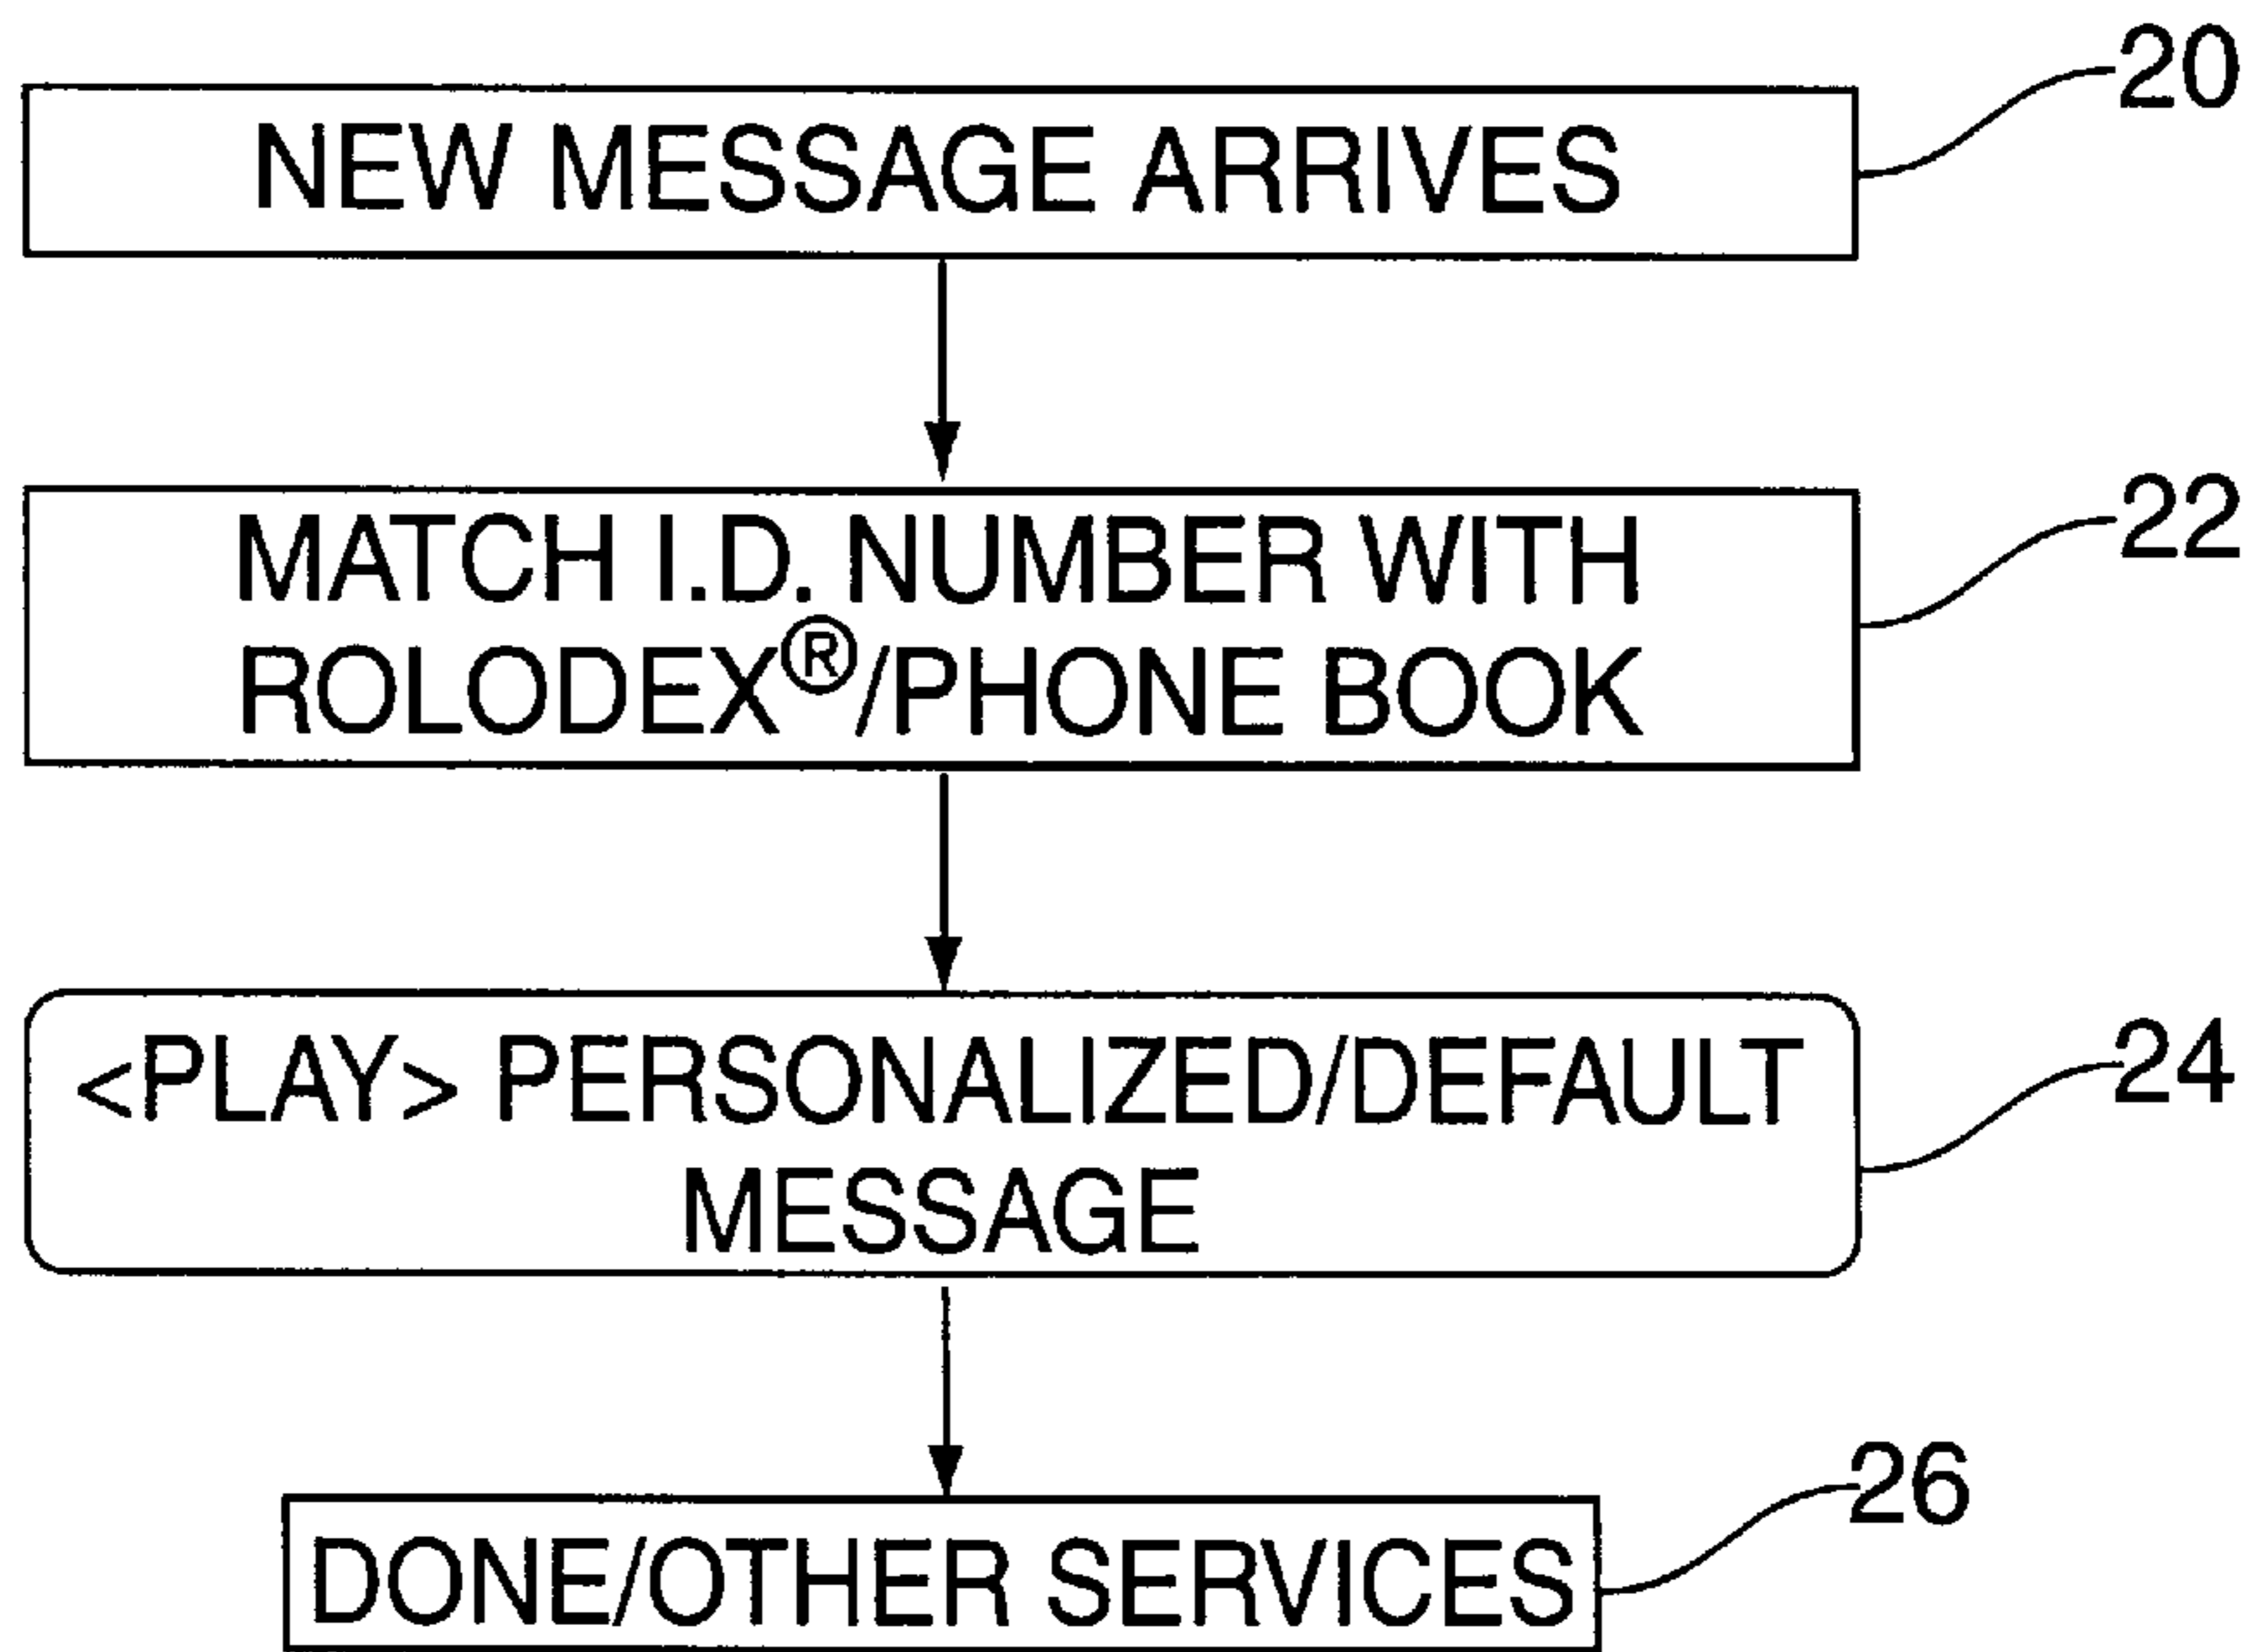 20
NEW MESSAGE ARRIVES
22
MATCH I.D. NUMBER WITH
ROLODEX®/PHONE BOOK
24
<PLAY> PERSONALIZED/DEFAULT
MESSAGE
26
DONE/OTHER SERVICES